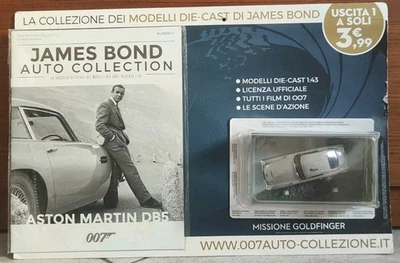 LA COLLEZIONE DEI MODELLI DIE-CAST DI JAMES BOND
USCITA 1
A SOLI
3€,99
JAMES BOND
AUTO COLLECTION
• MODELLI DIE-CAST 1:43
• LICENZA UFFICIALE
• TUTTI I FILM DI 007
• LE SCENE D'AZIONE
ASTON MARTIN DB5
007
MISSIONE GOLDFINGER
WWW.007AUTO-COLLEZIONE.IT